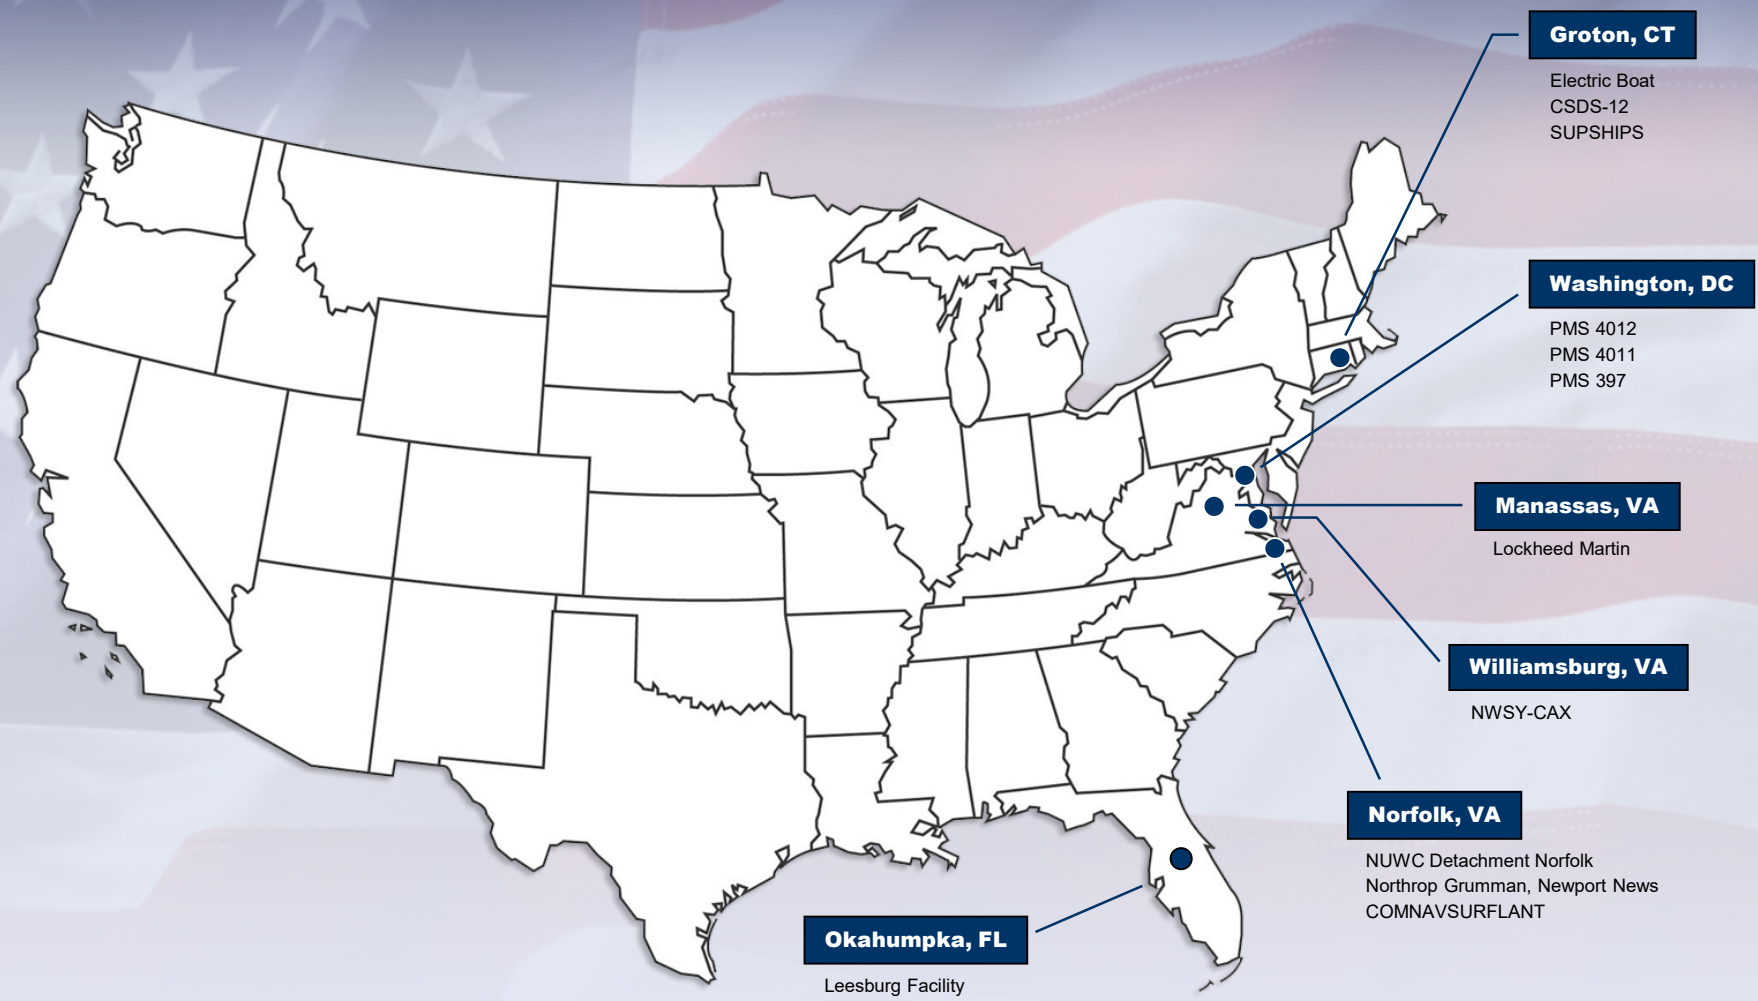 Groton, CT
Electric Boat
CSDS-12
SUPSHIPS
Washington, DC
PMS 4012
PMS 4011
PMS 397
Manassas, VA
Lockheed Martin
Williamsburg, VA
NWSY-CAX
Norfolk, VA
NUWC Detachment Norfolk
Northrop Grumman, Newport News
COMNAVSURFLANT
Okahumpka, FL
Leesburg Facility